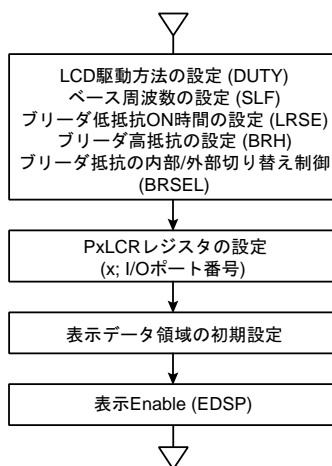 LCD駆動方法の設定 (DUTY)
ベース周波数の設定 (SLF)
ブリーダ低抵抗ON時間の設定 (LRSE)
ブリーダ高抵抗の設定 (BRH)
ブリーダ抵抗の内部/外部切り替え制御
(BRSEL)
PxLCRレジスタの設定
(x; I/Oポート番号)
表示データ領域の初期設定
表示Enable (EDSP)